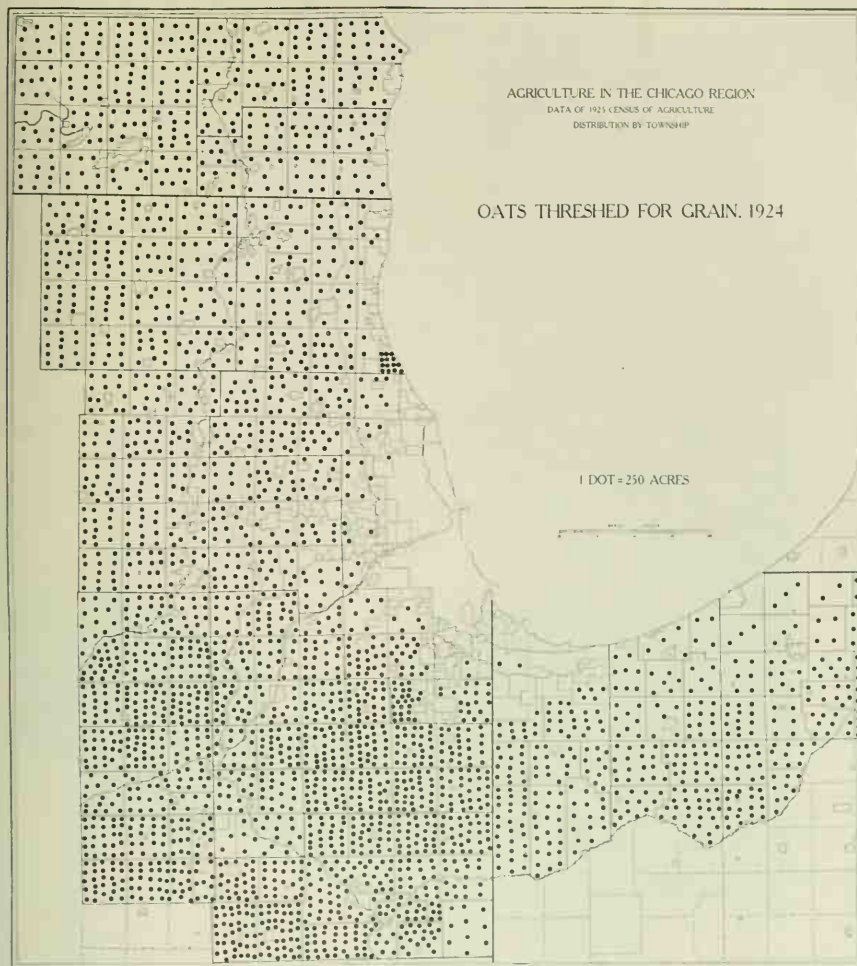 AGRICULTURE IN THE CHICAGO REGION
DATA OF 1925 CENSUS OF AGRICULTURE
DISTRIBUTION BY TOWNSHIP
OATS THRESHED FOR GRAIN, 1924
1 DOT = 250 ACRES